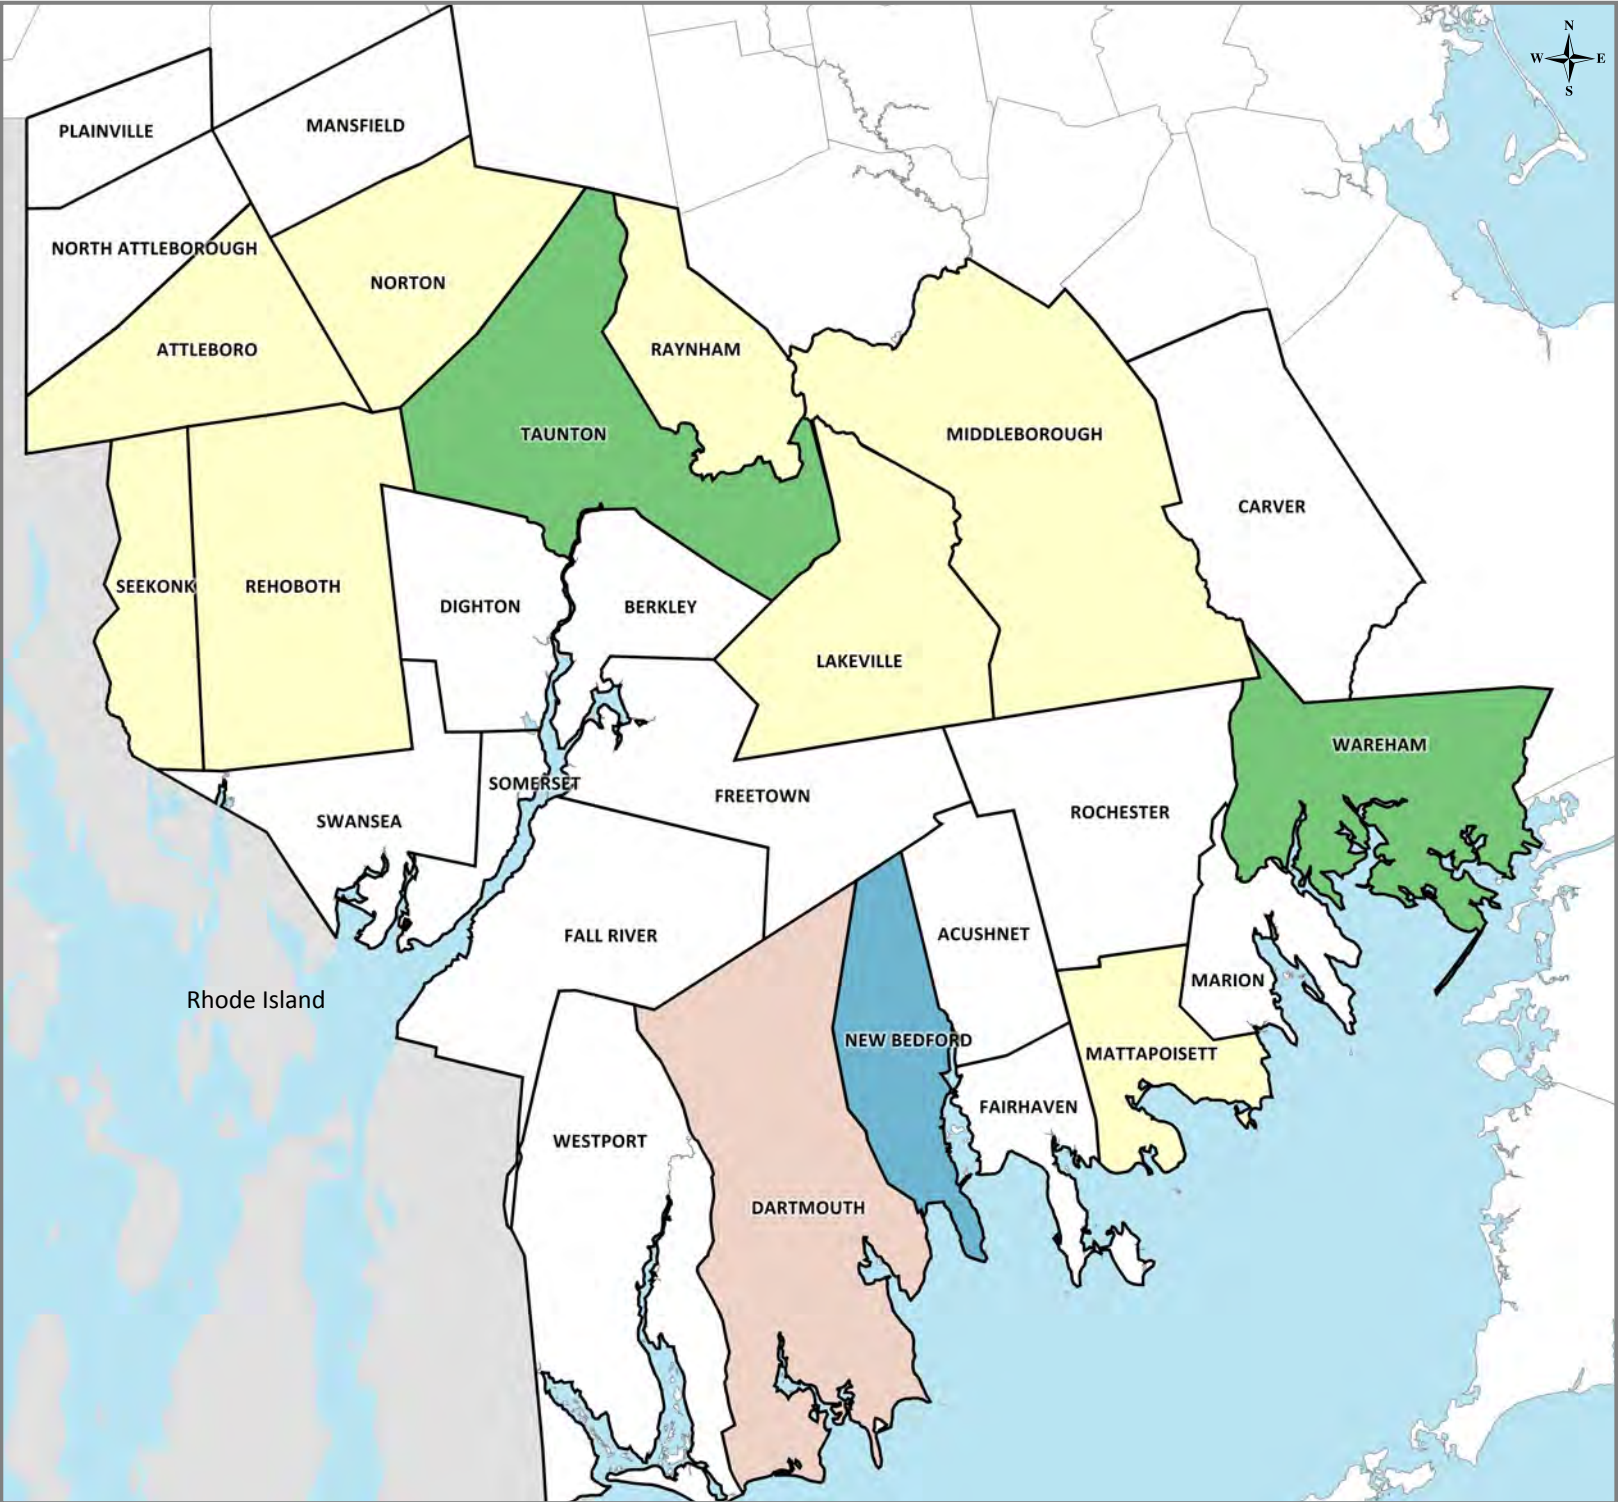 N
W E
S
PLAINVILLE
MANSFIELD
NORTH ATTLEBOROUGH
NORTON
ATTLEBORO
RAYNHAM
TAUNTON
MIDDLEBOROUGH
CARVER
SEEKONK
REHOBOTH
DIGHTON
BERKLEY
LAKEVILLE
WAREHAM
SOMERSET
FREETOWN
ROCHESTER
SWANSEA
FALL RIVER
ACUSHNET
MARION
Rhode Island
NEW BEDFORD
MATTAPOISETT
FAIRHAVEN
WESTPORT
DARTMOUTH